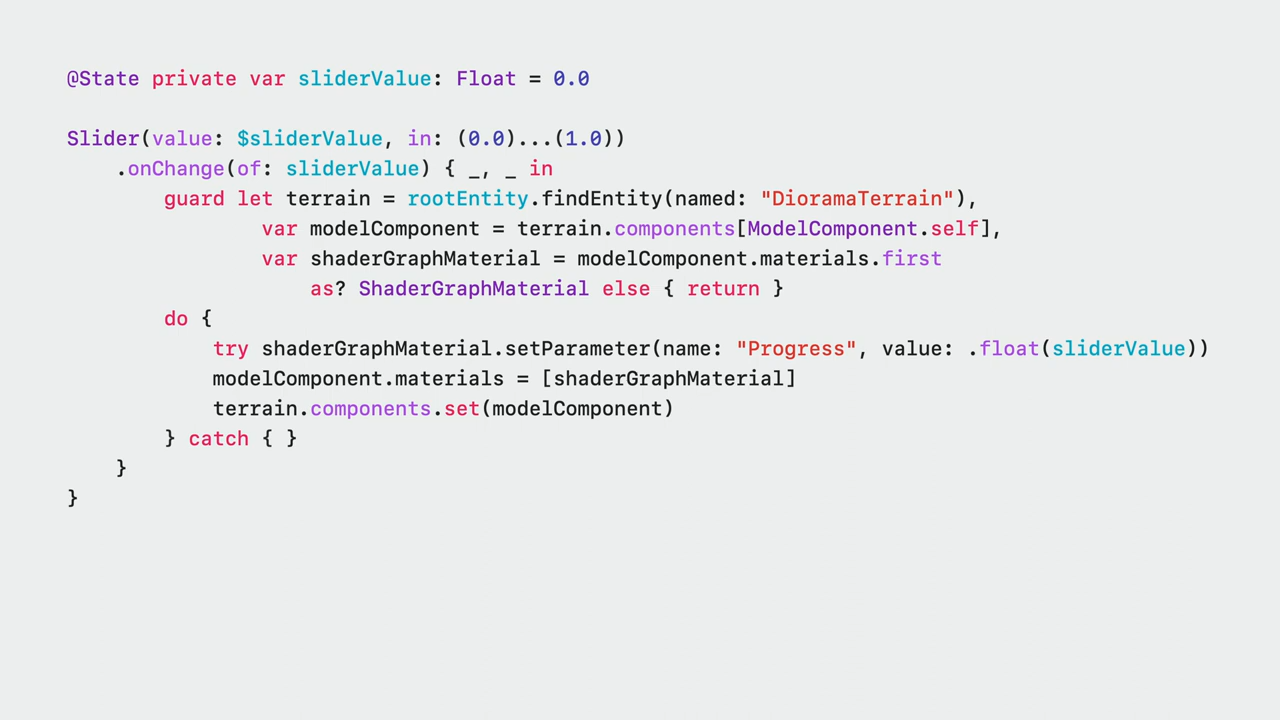 @State private var sliderValue: Float = 0.0
Slider(value: $sliderValue, in: (0.0)...(1.0))
.onChange(of: sliderValue) { _, _ in
guard let terrain = rootEntity.findEntity(named: "DioramaTerrain"),
var modelComponent = terrain.components[ModelComponent.self],
var shaderGraphMaterial = modelComponent.materials.first
as? ShaderGraphMaterial else { return }
do {
try shaderGraphMaterial.setParameter(name: "Progress", value: .float(sliderValue))
modelComponent.materials = [shaderGraphMaterial]
terrain.components.set(modelComponent)
} catch { }
}
}